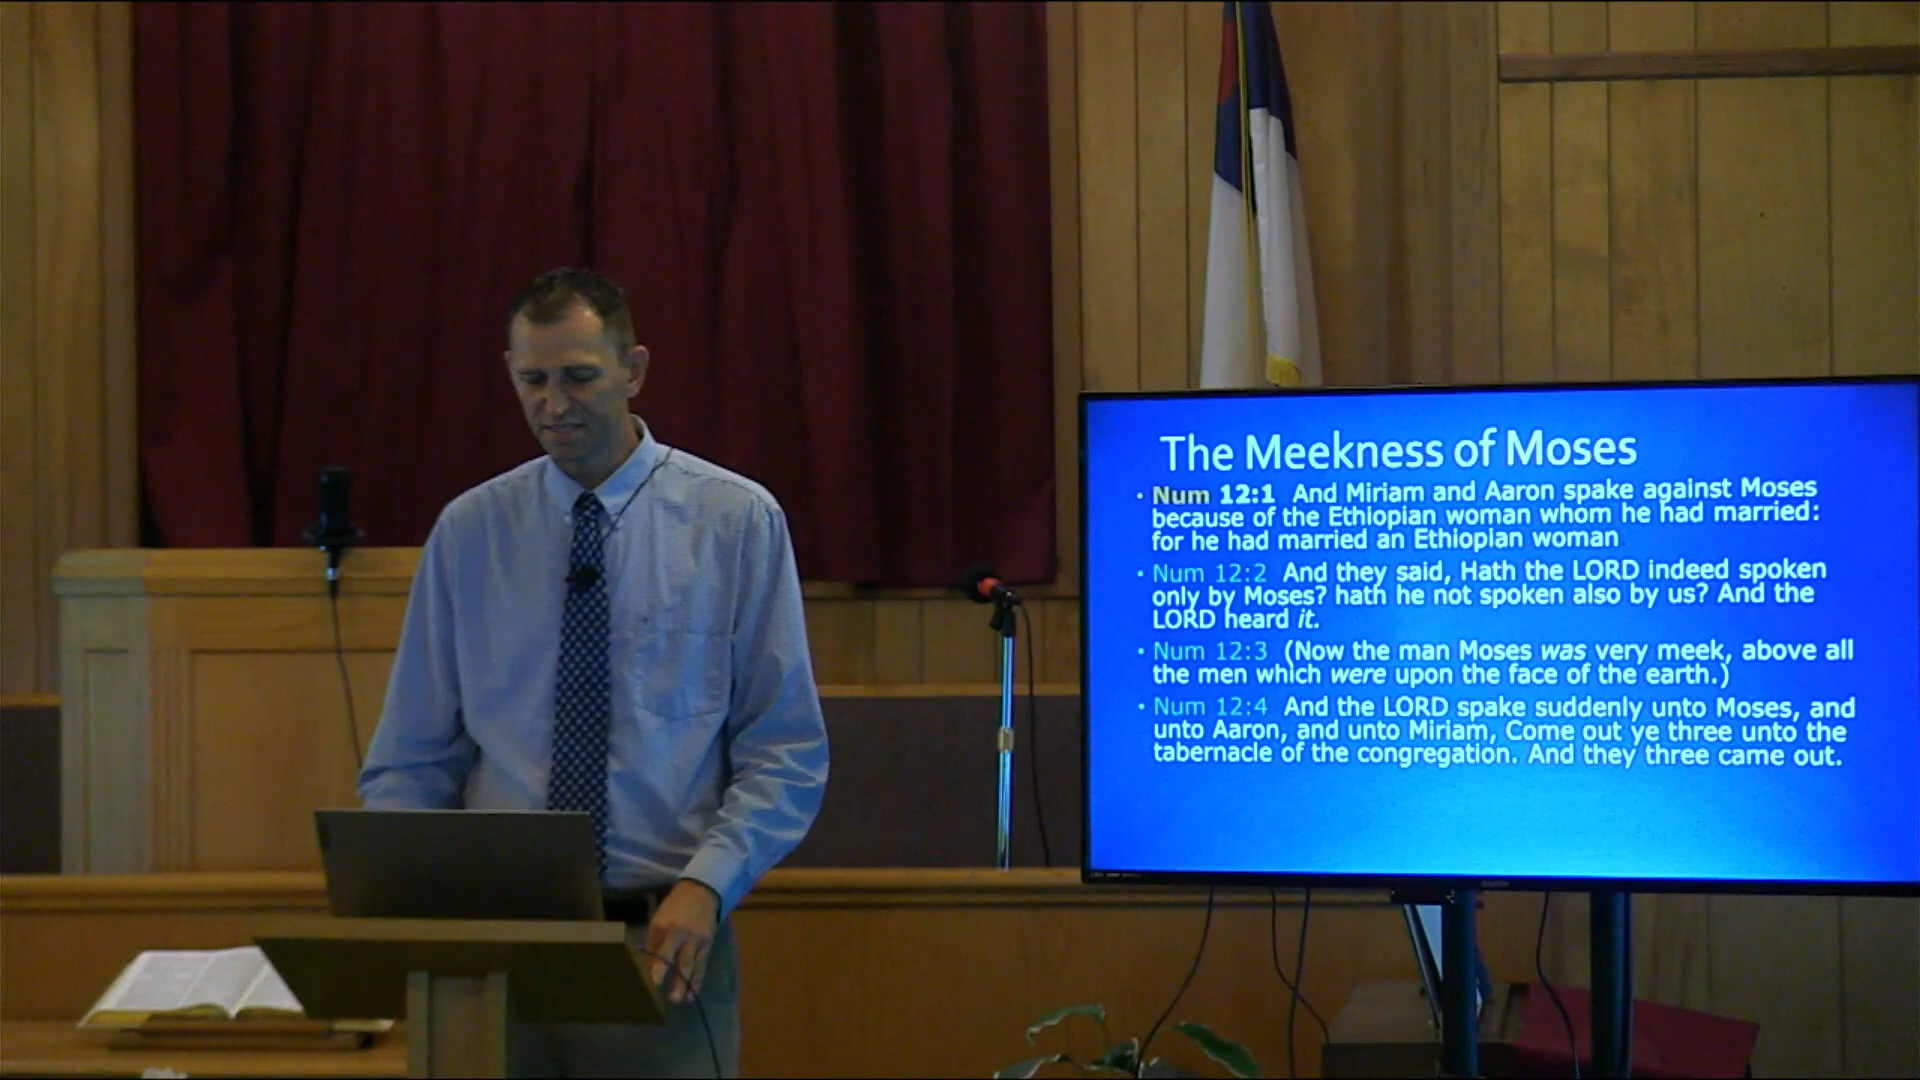 The Meekness of Moses
• Num 12:1 And Miriam and Aaron spake against Moses
because of the Ethiopian woman whom he had married:
for he had married an Ethiopian woman
• Num 12:2 And they said, Hath the LORD indeed spoken
only by Moses? hath he not spoken also by us? And the
LORD heard it.
• Num 12:3 (Now the man Moses was very meek, above all
the men which were upon the face of the earth.)
• Num 12:4 And the LORD spake suddenly unto Moses, and
unto Aaron, and unto Miriam, Come out ye three unto the
tabernacle of the congregation. And they three came out.